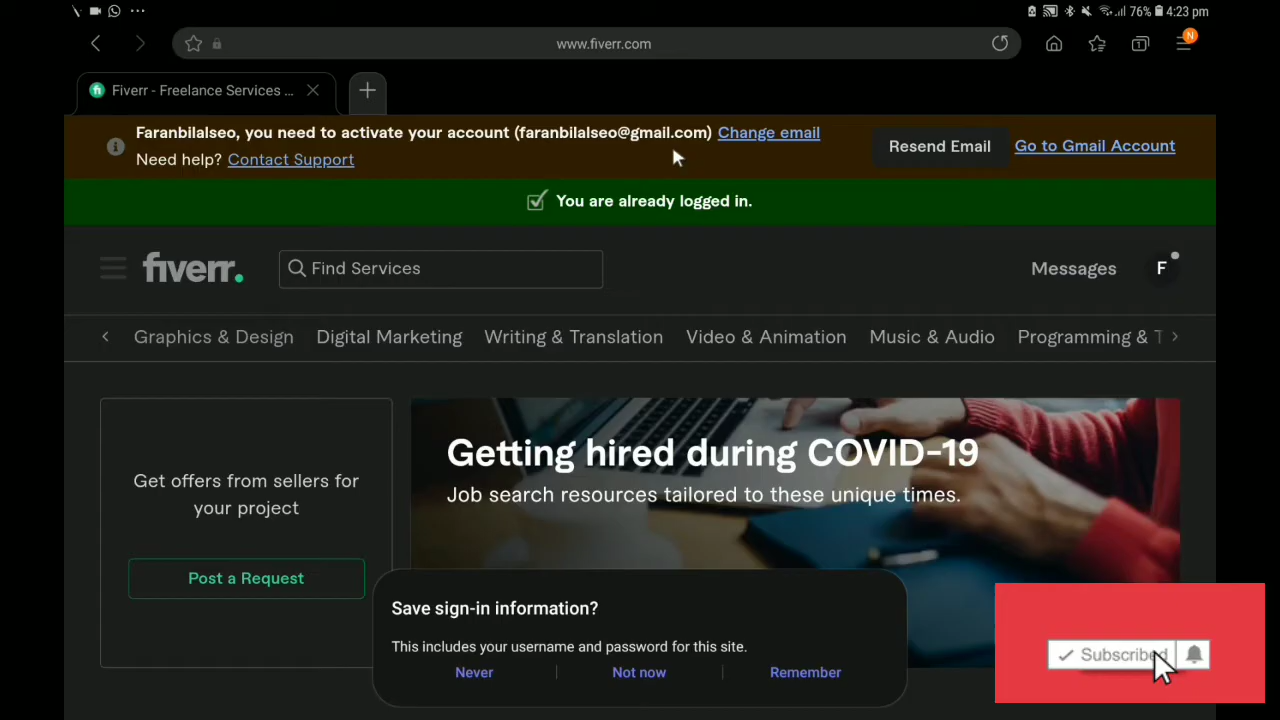 76% 4:23 pm
www.fiverr.com
1
N
Fiverr - Freelance Services ...
Faranbilalseo, you need to activate your account (faranbilalseo@gmail.com) Change email
Need help? Contact Support
Resend Email
Go to Gmail Account
You are already logged in.
fiverr.
Find Services
Messages
F
Graphics & Design
Digital Marketing
Writing & Translation
Video & Animation
Music & Audio
Programming & T
Get offers from sellers for
your project
Post a Request
Getting hired during COVID-19
Job search resources tailored to these unique times.
Save sign-in information?
This includes your username and password for this site.
Never
Not now
Remember
Subscribed